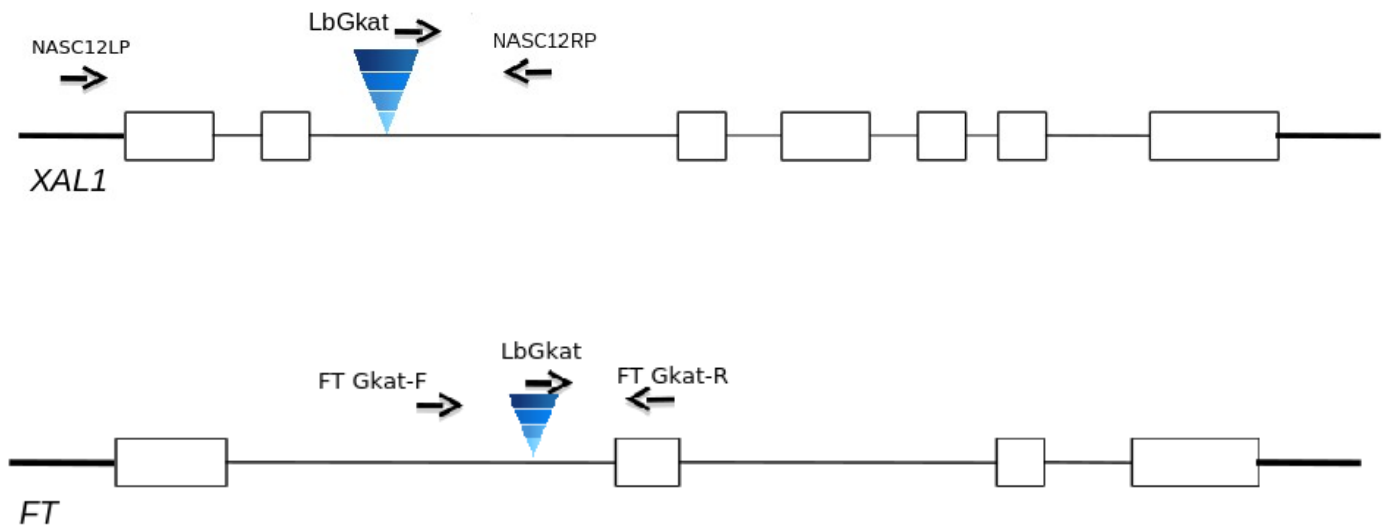 LbGkat
NASC12LP
NASC12RP
XAL1
LbGkat
FT Gkat-F
FT Gkat-R
FT